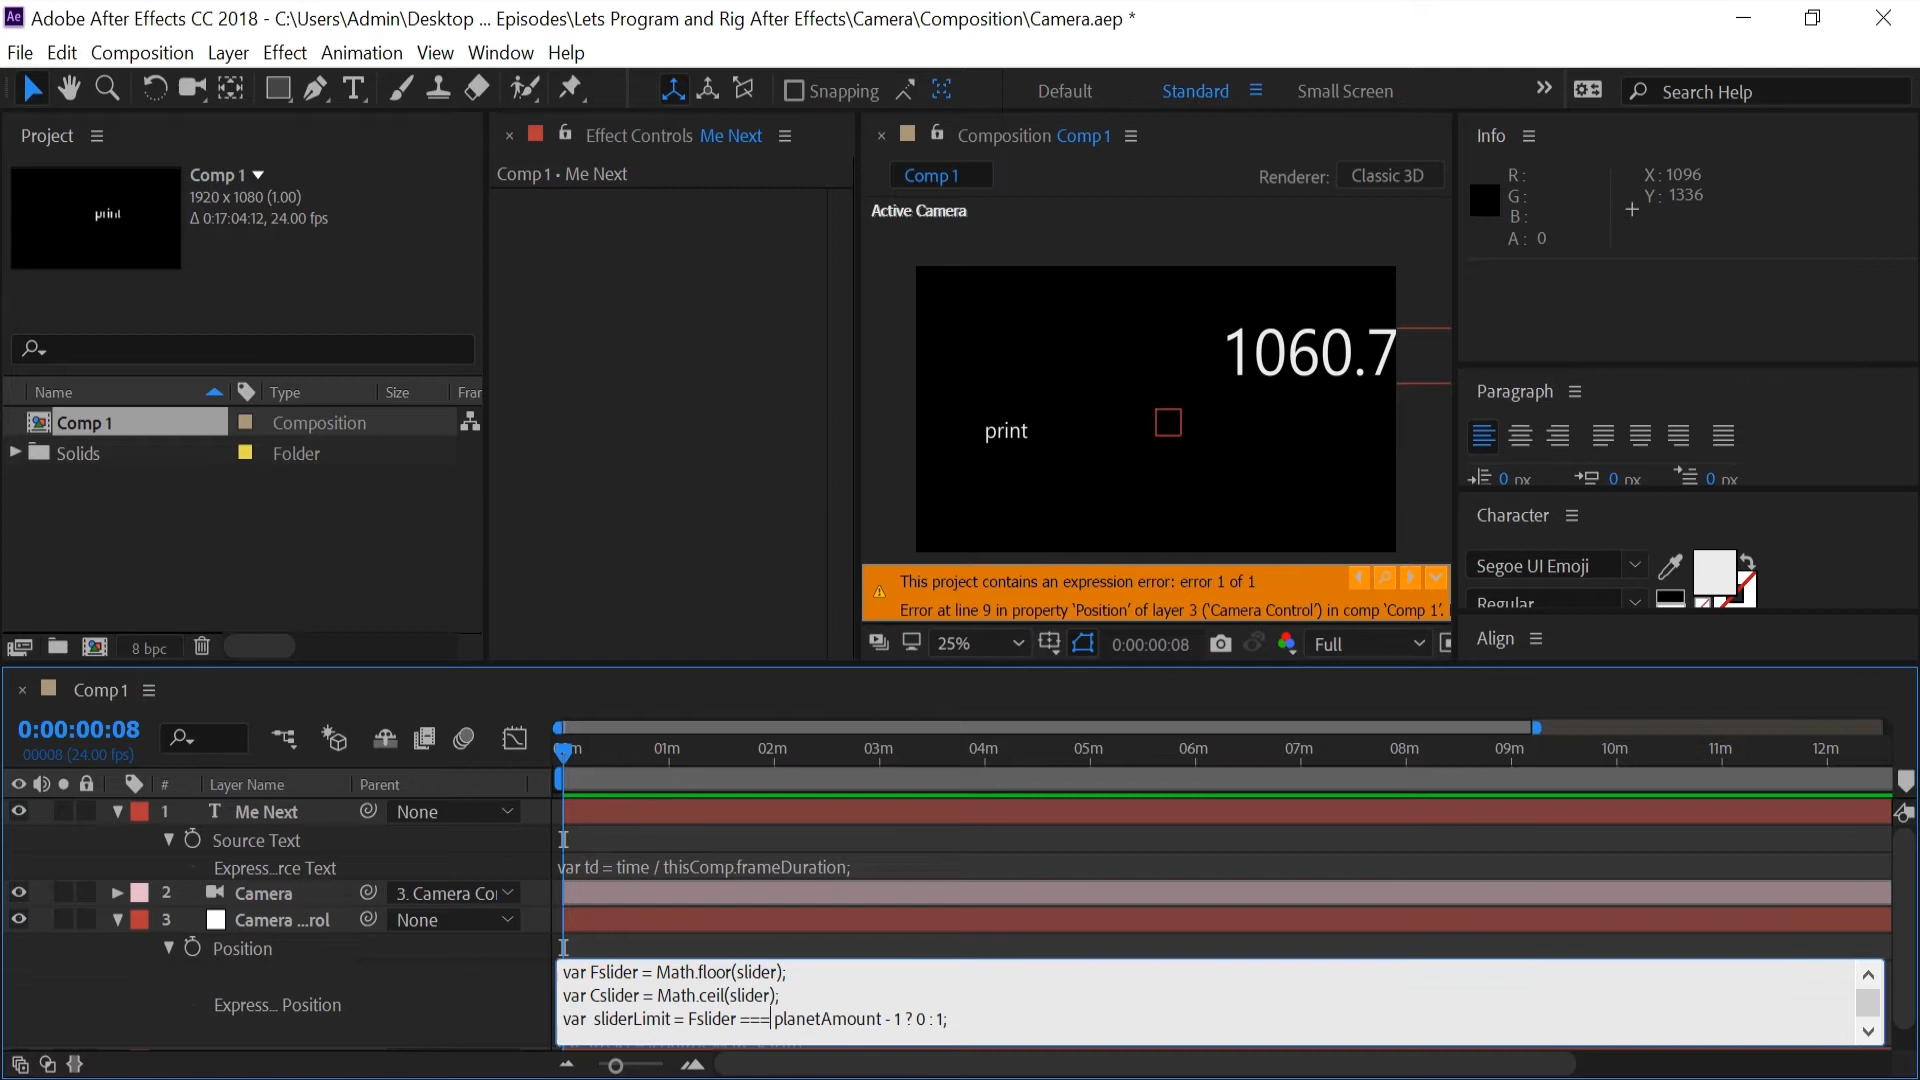 Ae Adobe After Effects CC 2018 - C:\Users\Admin\Desktop ... Episodes\Lets Program and Rig After Effects\Camera\Composition\Camera.aep *
File Edit Composition Layer Effect Animation View Window Help
Snapping Default Standard Small Screen Search Help
Project
Comp 1
1920 x 1080 (1.00)
Δ 0:17:04:12, 24.00 fps
print
Name Type Size Frar
Comp 1 Composition
Solids Folder
8 bpc
Effect Controls Me Next
Comp 1 • Me Next
Composition Comp 1
Comp 1 Renderer: Classic 3D
Active Camera
1060.7
print
This project contains an expression error: error 1 of 1
Error at line 9 in property ‘Position’ of layer 3 (‘Camera Control’) in comp ‘Comp 1’.
25% 0:00:00:08 Full
Info
R: X: 1096
G: Y: 1336
B:
A: 0
Paragraph
0 px 0 px 0 px
Character
Segoe UI Emoji
Regular
Align
Comp 1
0:00:00:08
00008 (24.00 fps)
01m 02m 03m 04m 05m 06m 07m 08m 09m 10m 11m 12m
# Layer Name Parent
1 T Me Next None
Source Text
Express...rce Text var td = time / thisComp.frameDuration;
2 Camera 3. Camera Coı
3 Camera ...rol None
Position
var Fslider = Math.floor(slider);
var Cslider = Math.ceil(slider);
Express... Position
var sliderLimit = Fslider === planetAmount - 1 ? 0 : 1;